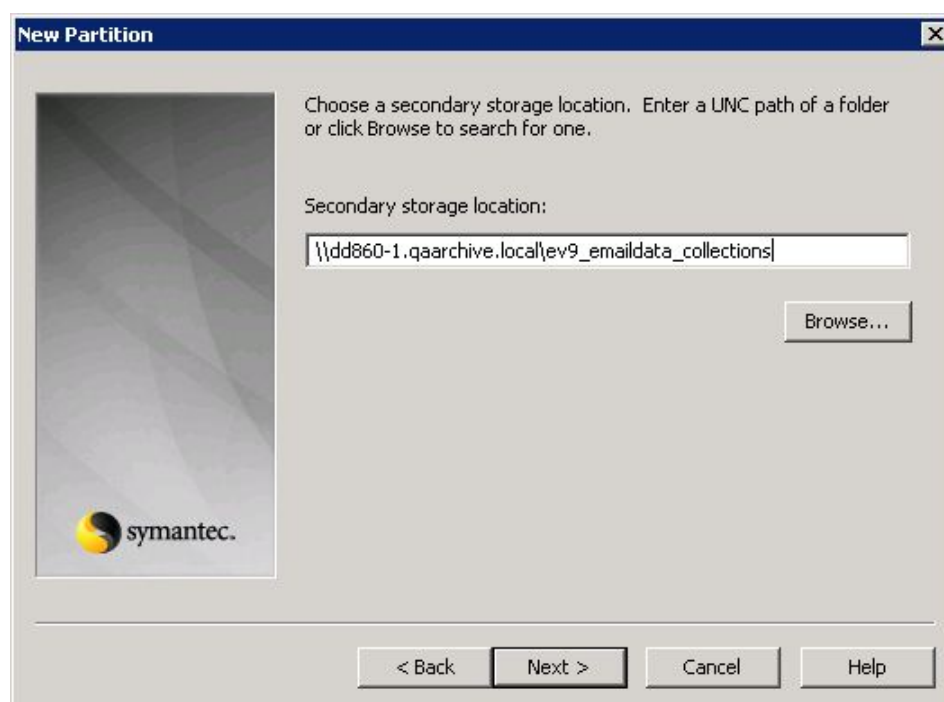 New Partition
Choose a secondary storage location.  Enter a UNC path of a folder
or click Browse to search for one.
Secondary storage location:
\\dd860-1.qaarchive.local\ev9_emaildata_collections
Browse...
symantec.
< Back
Next >
Cancel
Help